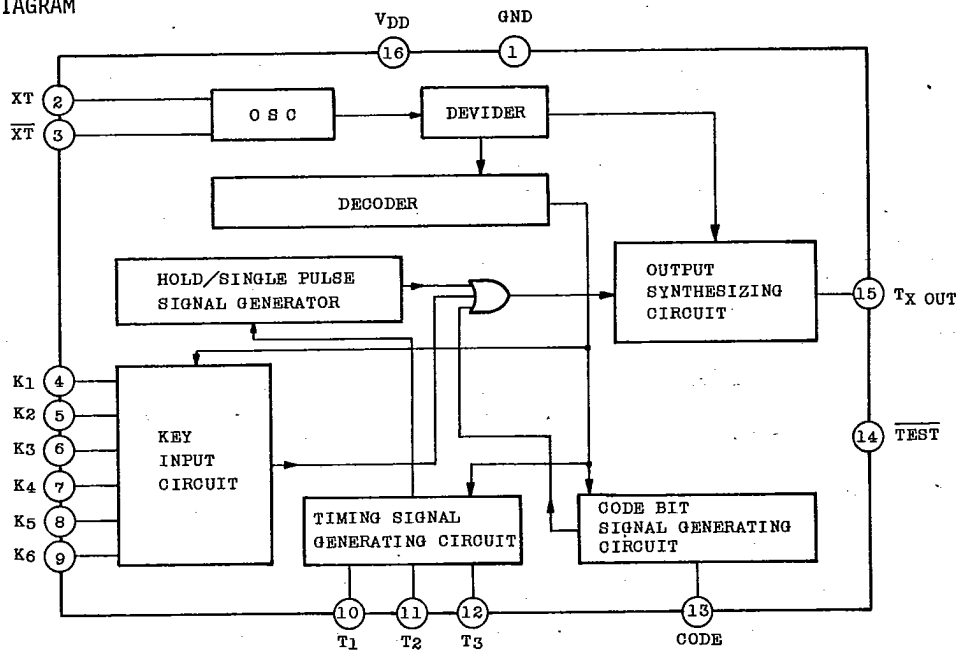 IAGRAM
VDD
GND
16
1
XT
2
OSC
DEVIDER
XT
3
DECODER
HOLD/SINGLE PULSE
SIGNAL GENERATOR
OUTPUT
SYNTHESIZING
CIRCUIT
15
TX OUT
K1
4
K2
5
K3
6
K4
7
K5
8
K6
9
KEY
INPUT
CIRCUIT
14
TEST
TIMING SIGNAL
GENERATING CIRCUIT
CODE BIT
SIGNAL GENERATING
CIRCUIT
10
11
12
13
T1
T2
T3
CODE